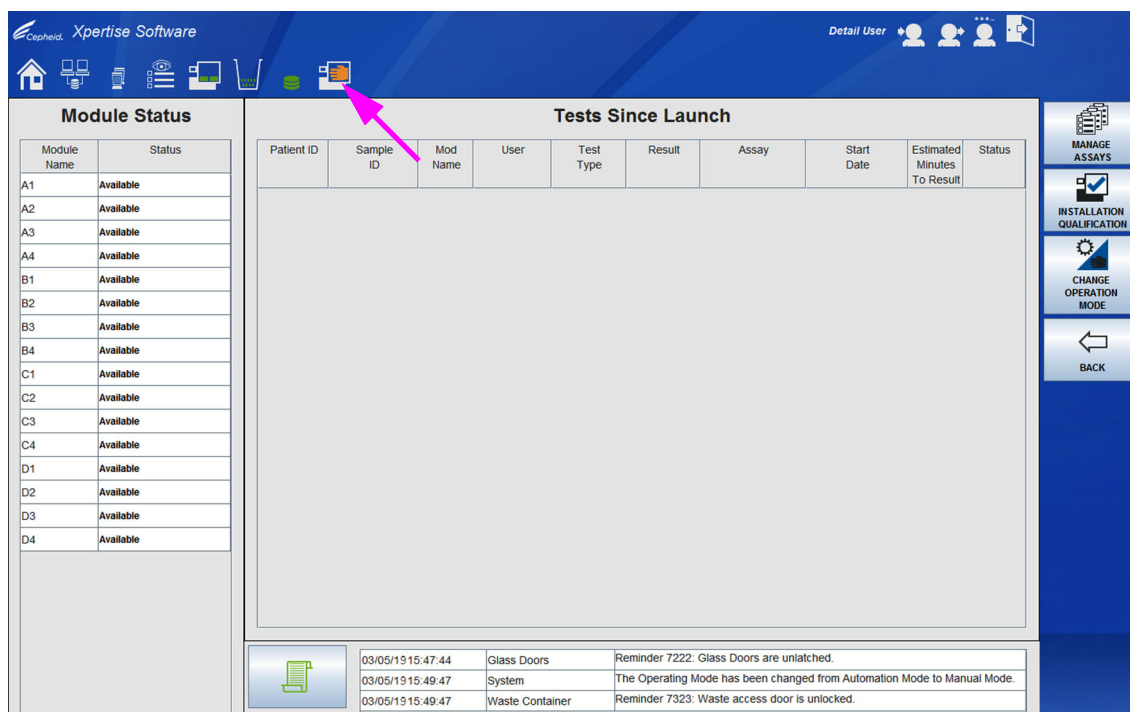 Cepheid. Xpertise Software
Detail User
Module Status
Module Name
Status
A1 Available
A2 Available
A3 Available
A4 Available
B1 Available
B2 Available
B3 Available
B4 Available
C1 Available
C2 Available
C3 Available
C4 Available
D1 Available
D2 Available
D3 Available
D4 Available
Tests Since Launch
Patient ID
Sample ID
Mod Name
User
Test Type
Result
Assay
Start Date
Estimated Minutes To Result
Status
03/05/19 15:47:44 Glass Doors Reminder 7222: Glass Doors are unlatched.
03/05/19 15:49:47 System The Operating Mode has been changed from Automation Mode to Manual Mode.
03/05/19 15:49:47 Waste Container Reminder 7323: Waste access door is unlocked.
MANAGE
ASSAYS
INSTALLATION
QUALIFICATION
CHANGE
OPERATION
MODE
BACK